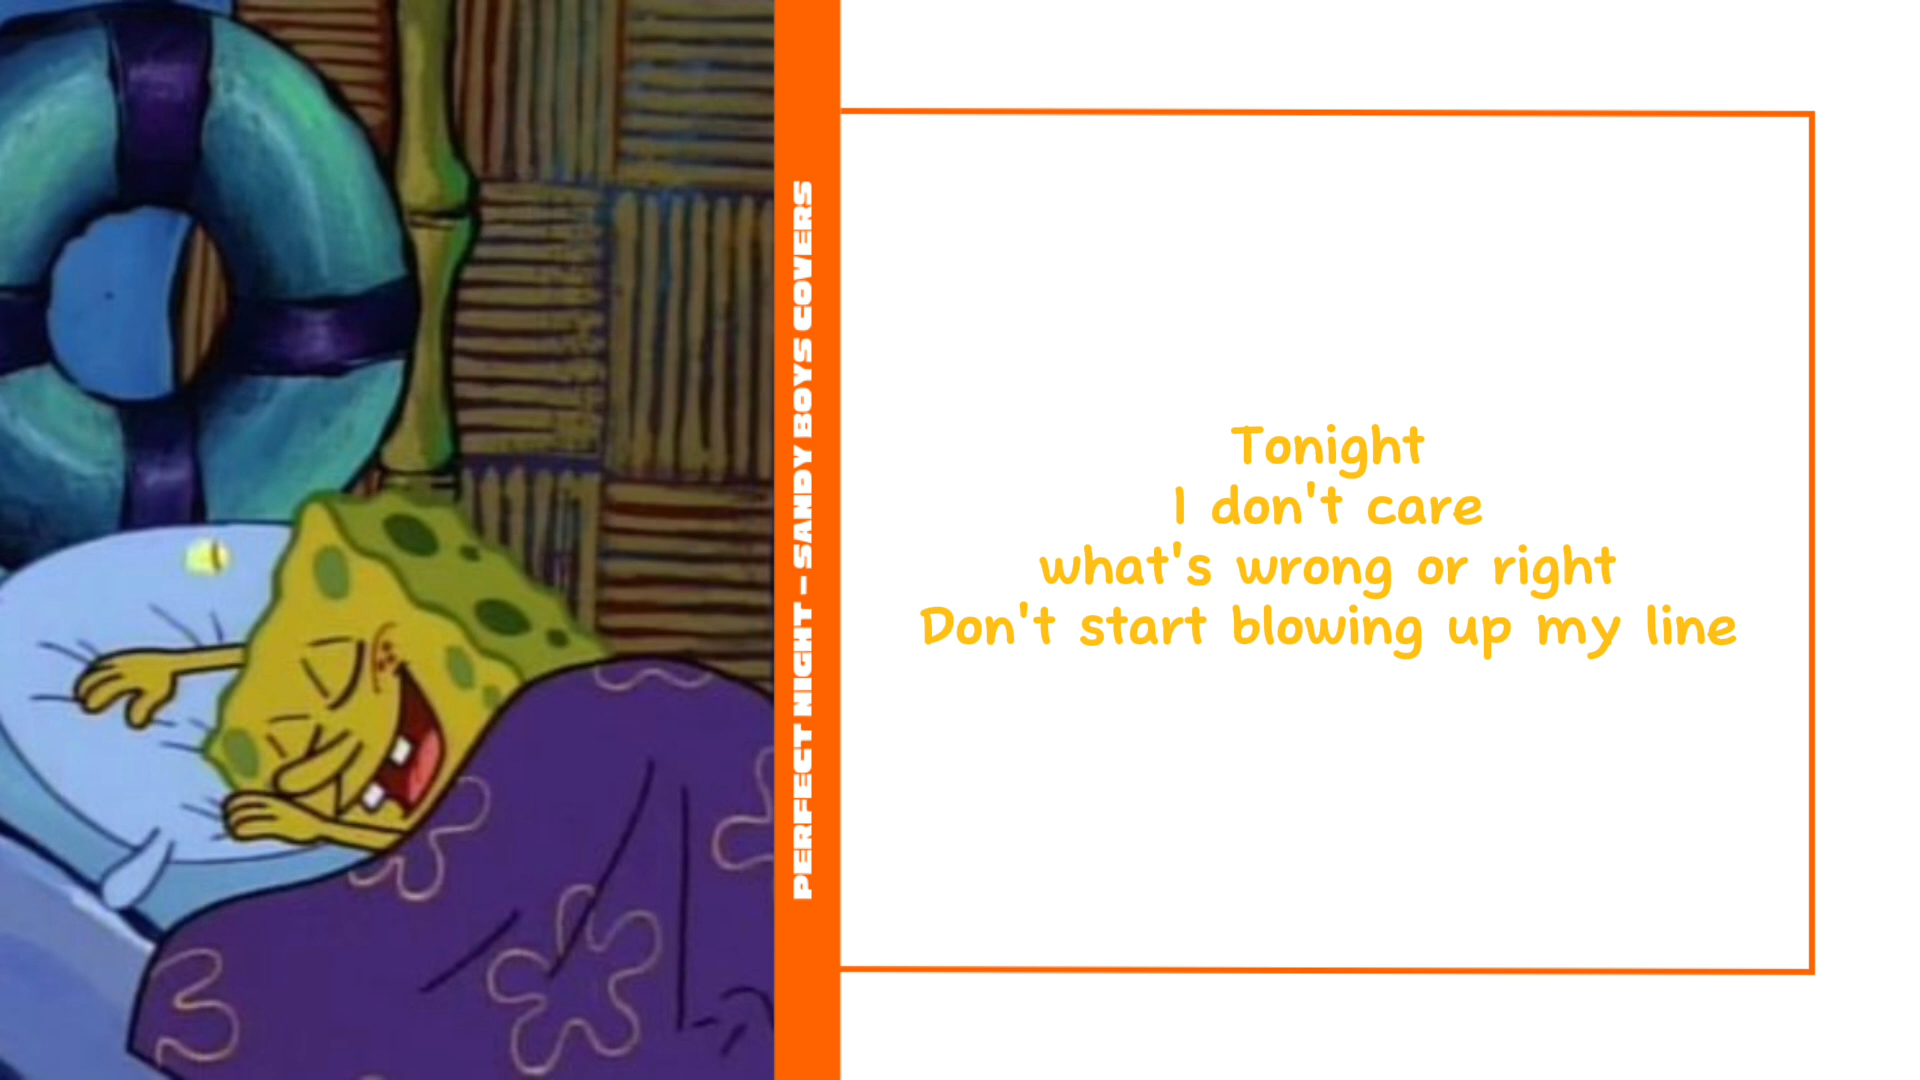 PERFECT NIGHT - SANDY BOYS COVERS
Tonight
I don't care
what's wrong or right
Don't start blowing up my line